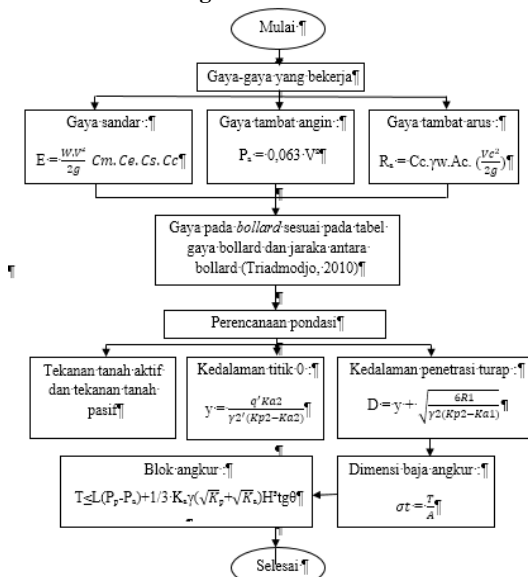 Mulai ¶
Gaya-gaya yang bekerja¶
Gaya sandar :¶
E = W.V²/2g Cm.Ce.Cs.Cc¶
Gaya tambat angin :¶
Pₐ = 0,063 V²¶
Gaya tambat arus :¶
Rₐ = Cc.γw.Ac. (Vc²/2g)¶
¶
Gaya pada bollard sesuai pada tabel
gaya bollard dan jaraka antara
bollard (Triadmodjo, 2010)¶
¶
¶
Perencanaan pondasi¶
¶
Tekanan tanah aktif
dan tekanan tanah
pasif¶
Kedalaman titik 0 :¶
y = q'Ka2/γ2'(Kp2−Ka2)¶
Kedalaman penetrasi turap :¶
D = y + √6R1/γ2(Kp2−Ka1)¶
¶
Blok angkur :¶
T≤L(Pₚ-Pₐ)+1/3 Kₐγ(√Kₚ+√Kₐ)H³tgθ¶
Dimensi baja angkur :¶
σt = T/A¶
¶
Selesai ¶